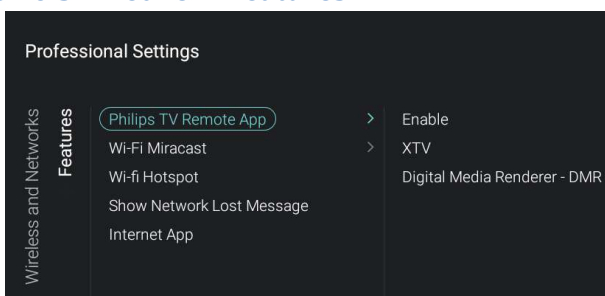 Professional Settings
Wireless and Networks
Features
Philips TV Remote App
Wi-Fi Miracast
Wi-fi Hotspot
Show Network Lost Message
Internet App
Enable
XTV
Digital Media Renderer - DMR